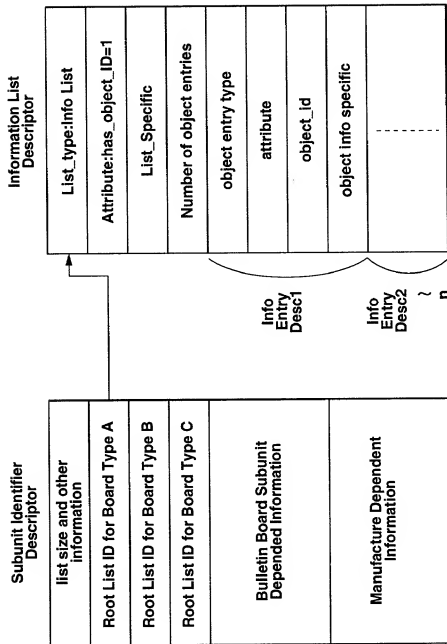 Subunit Identifier
Descriptor
list size and other
information
Root List ID for Board Type A
Root List ID for Board Type B
Root List ID for Board Type C
Bulletin Board Subunit
Depended Information
Manufacture Dependent
Information
Information List
Descriptor
List_type:Info List
Attribute:has_object_ID=1
List_Specific
Number of object entries
object entry type
attribute
object_id
object info specific
Info
Entry
Desc1
Info
Entry
Desc2
~
n